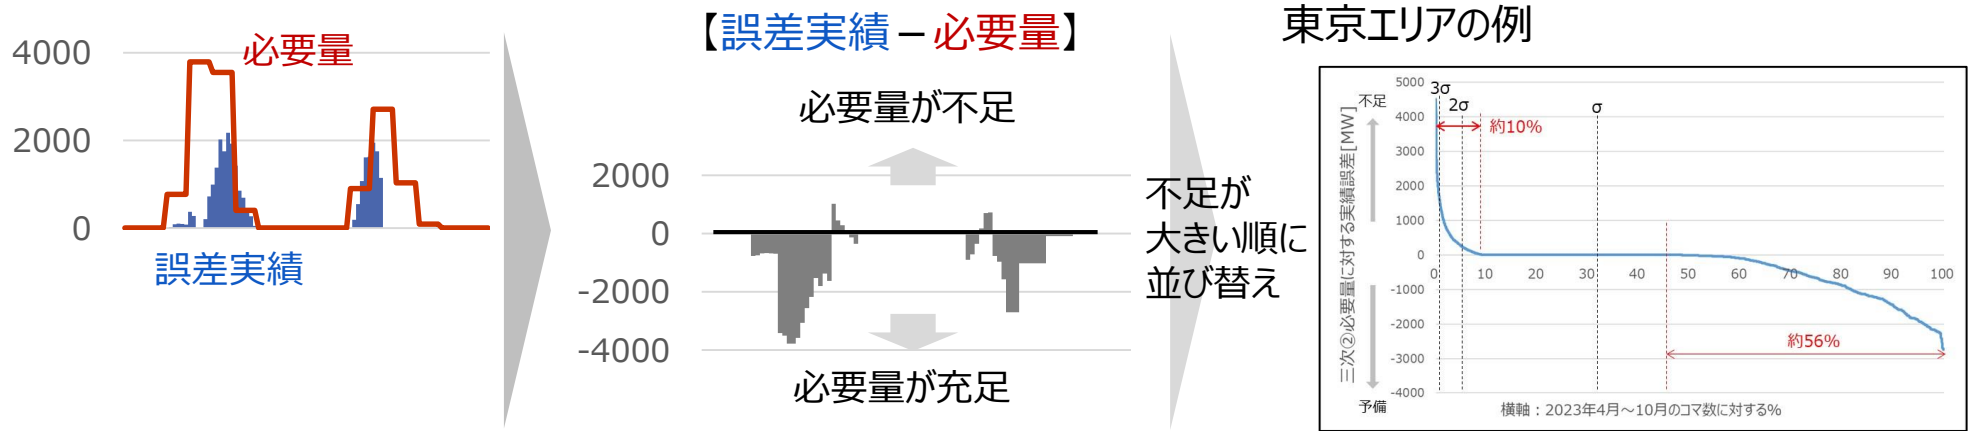 4000
2000
0
必要量
誤差実績
【誤差実績－必要量】
必要量が不足
2000
0
-2000
-4000
必要量が充足
不足が
大きい順に
並び替え
東京エリアの例
三次②必要量に対する実績誤差[MW]
不足
予備
5000
4000
3000
2000
1000
0
-1000
-2000
-3000
-4000
3σ
2σ
σ
約10%
0 10 20 30 40 50 60 70 80 90 100
約56%
横軸：2023年4月～10月のコマ数に対する%